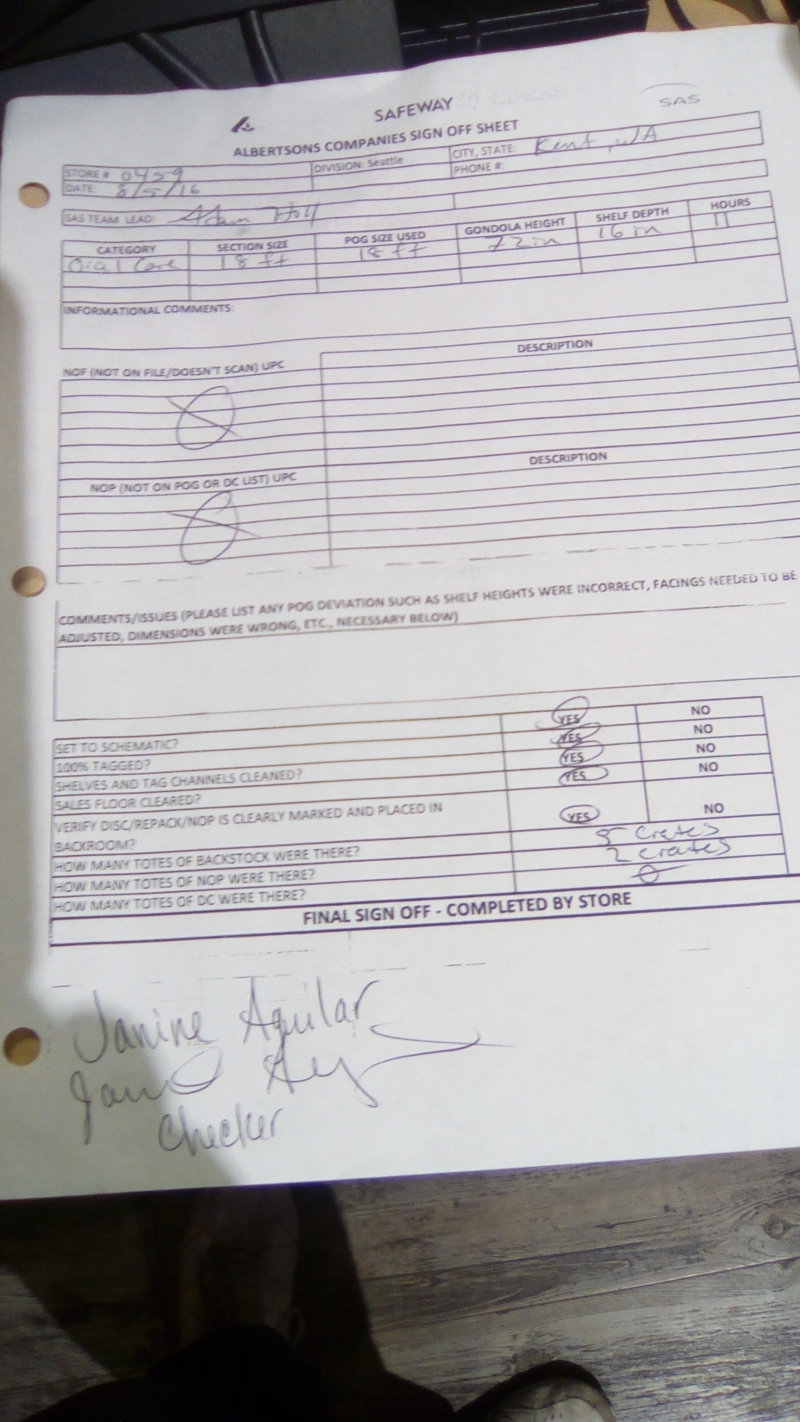 SAFEWAY
SAS
ALBERTSONS COMPANIES SIGN OFF SHEET
STORE # 0459 DIVISION: Seattle CITY, STATE: Kent, WA
DATE: 8/5/16 PHONE #:
SAS TEAM LEAD: Adam
CATEGORY SECTION SIZE POG SIZE USED GONDOLA HEIGHT SHELF DEPTH HOURS
Oral Care 18 ft 18 ft 72 in 16 in 11
INFORMATIONAL COMMENTS:
NOF (NOT ON FILE/DOESN'T SCAN) UPC DESCRIPTION
NOP (NOT ON POG OR DC LIST) UPC DESCRIPTION
COMMENTS/ISSUES (PLEASE LIST ANY POG DEVIATION SUCH AS SHELF HEIGHTS WERE INCORRECT, FACINGS NEEDED TO BE
ADJUSTED, DIMENSIONS WERE WRONG, ETC., NECESSARY BELOW)
SET TO SCHEMATIC? YES NO
100% TAGGED? YES NO
SHELVES AND TAG CHANNELS CLEANED? YES NO
SALES FLOOR CLEARED? YES NO
VERIFY DISC/REPACK/NOP IS CLEARLY MARKED AND PLACED IN
BACKROOM? YES NO
HOW MANY TOTES OF BACKSTOCK WERE THERE? 8 crates
HOW MANY TOTES OF NOP WERE THERE? 2 crates
HOW MANY TOTES OF DC WERE THERE? 0
FINAL SIGN OFF - COMPLETED BY STORE
Janine Aguilar
Checker